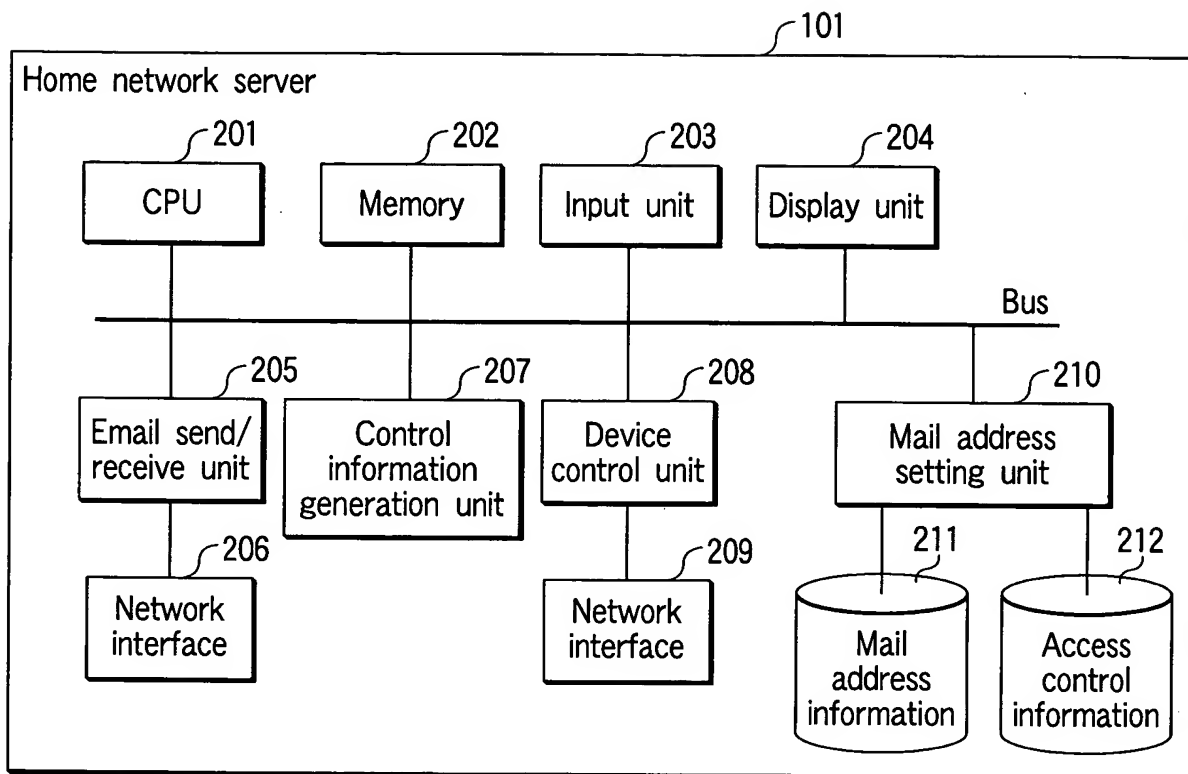 101
Home network server
201
202
203
204
CPU
Memory
Input unit
Display unit
Bus
205
207
208
210
Email send/
receive unit
Control
information
generation unit
Device
control unit
Mail address
setting unit
206
209
211
212
Network
interface
Network
interface
Mail
address
information
Access
control
information